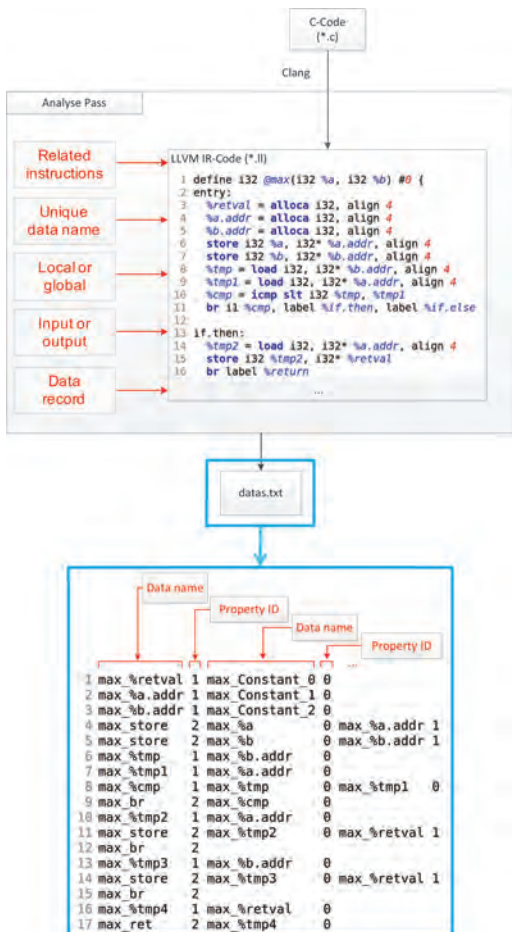 C-Code
(*.c)
Clang
Analyse Pass
Related
instructions
Unique
data name
Local or
global
Input or
output
Data
record
LLVM IR-Code (*.ll)
1 define i32 @max(i32 %a, i32 %b) #0 {
2 entry:
3 %retval = alloca i32, align 4
4 %a.addr = alloca i32, align 4
5 %b.addr = alloca i32, align 4
6 store i32 %a, i32* %a.addr, align 4
7 store i32 %b, i32* %b.addr, align 4
8 %tmp = load i32, i32* %b.addr, align 4
9 %tmp1 = load i32, i32* %a.addr, align 4
10 %cmp = icmp slt i32 %tmp, %tmp1
11 br i1 %cmp, label %if.then, label %if.else
12
13 if.then:
14 %tmp2 = load i32, i32* %a.addr, align 4
15 store i32 %tmp2, i32* %retval
16 br label %return
...
datas.txt
Data name
Property ID
Data name
Property ID
...
1 max_%retval 1 max_Constant_0 0
2 max_%a.addr 1 max_Constant_1 0
3 max_%b.addr 1 max_Constant_2 0
4 max_store 2 max_%a 0 max_%a.addr 1
5 max_store 2 max_%b 0 max_%b.addr 1
6 max_%tmp 1 max_%b.addr 0
7 max_%tmp1 1 max_%a.addr 0
8 max_%cmp 1 max_%tmp 0 max_%tmp1 0
9 max_br 2 max_%cmp 0
10 max_%tmp2 1 max_%a.addr 0
11 max_store 2 max_%tmp2 0 max_%retval 1
12 max_br 2
13 max_%tmp3 1 max_%b.addr 0
14 max_store 2 max_%tmp3 0 max_%retval 1
15 max_br 2
16 max_%tmp4 1 max_%retval 0
17 max_ret 2 max_%tmp4 0